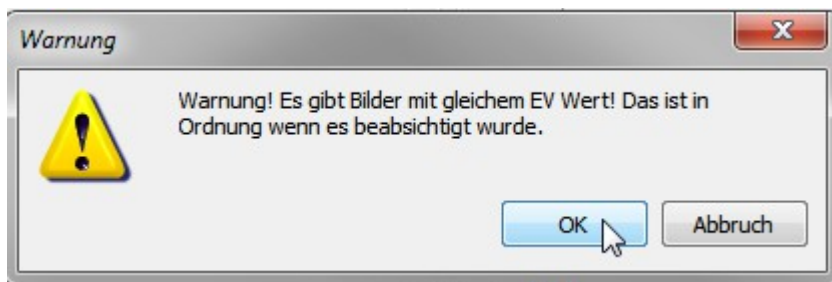 Warnung
Warnung! Es gibt Bilder mit gleichem EV Wert! Das ist in
Ordnung wenn es beabsichtigt wurde.
OK
Abbruch